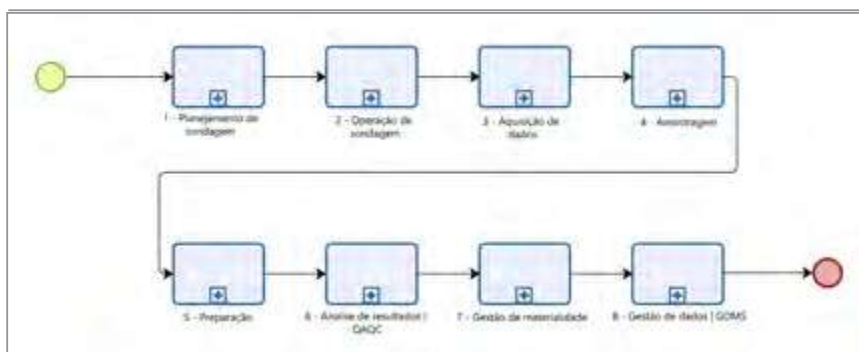 1 - Planejamento de
sondagem
2 - Operação de
sondagem
3 - Aquisição de
dados
4 - Amostragem
5 - Preparação
6 - Análise de resultados |
QAQC
7 - Gestão de materialidade
8 - Gestão de dados |